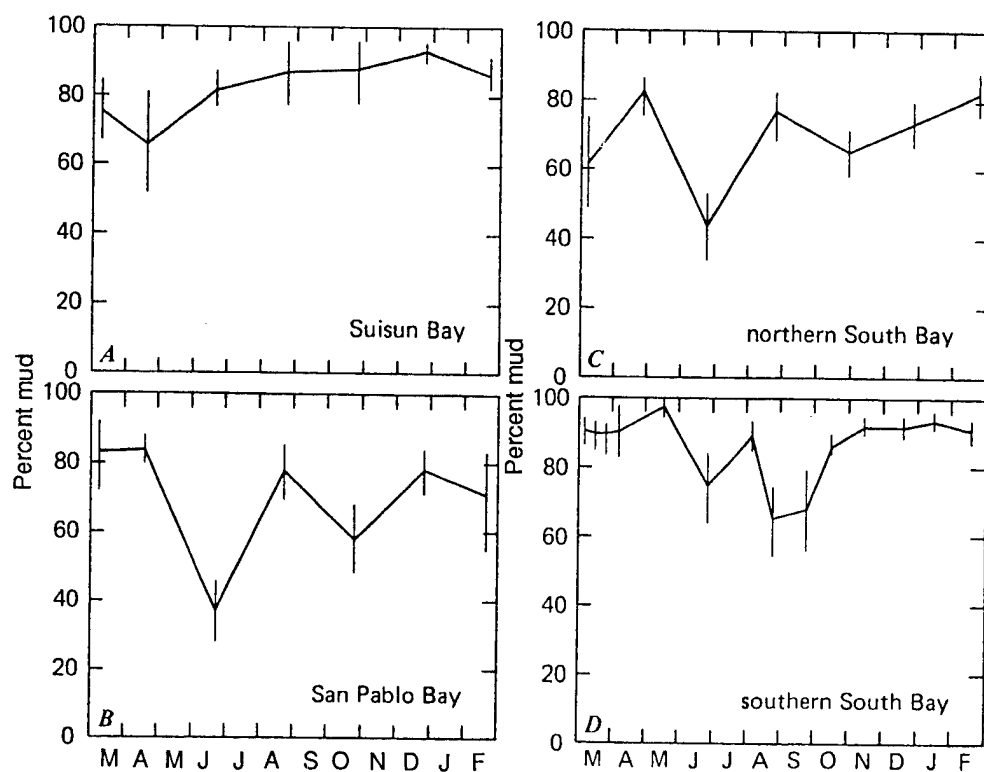 100
80
60
40
20
0
Percent mud
A
Suisun Bay
100
80
60
40
20
0
Percent mud
C
northern South Bay
100
80
60
40
20
0
B
San Pablo Bay
M A M J J A S O N D J F
100
80
60
40
20
0
D
southern South Bay
M A M J J A S O N D J F